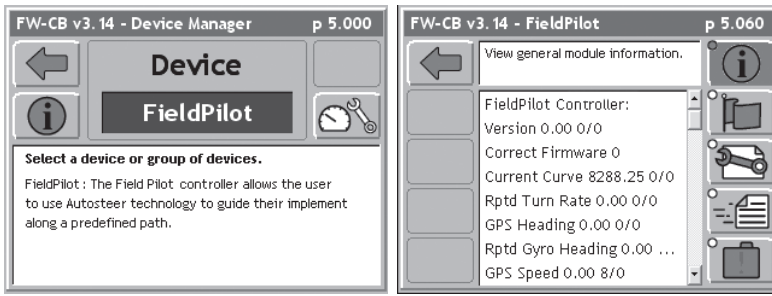 FW-CB v3.14 - Device Manager p 5.000
Device
FieldPilot
Select a device or group of devices.
FieldPilot : The Field Pilot controller allows the user
to use Autosteer technology to guide their implement
along a predefined path.
FW-CB v3.14 - FieldPilot p 5.060
View general module information.
FieldPilot Controller:
Version 0.00 0/0
Correct Firmware 0
Current Curve 8288.25 0/0
Rptd Turn Rate 0.00 0/0
GPS Heading 0.00 0/0
Rptd Gyro Heading 0.00 ...
GPS Speed 0.00 8/0